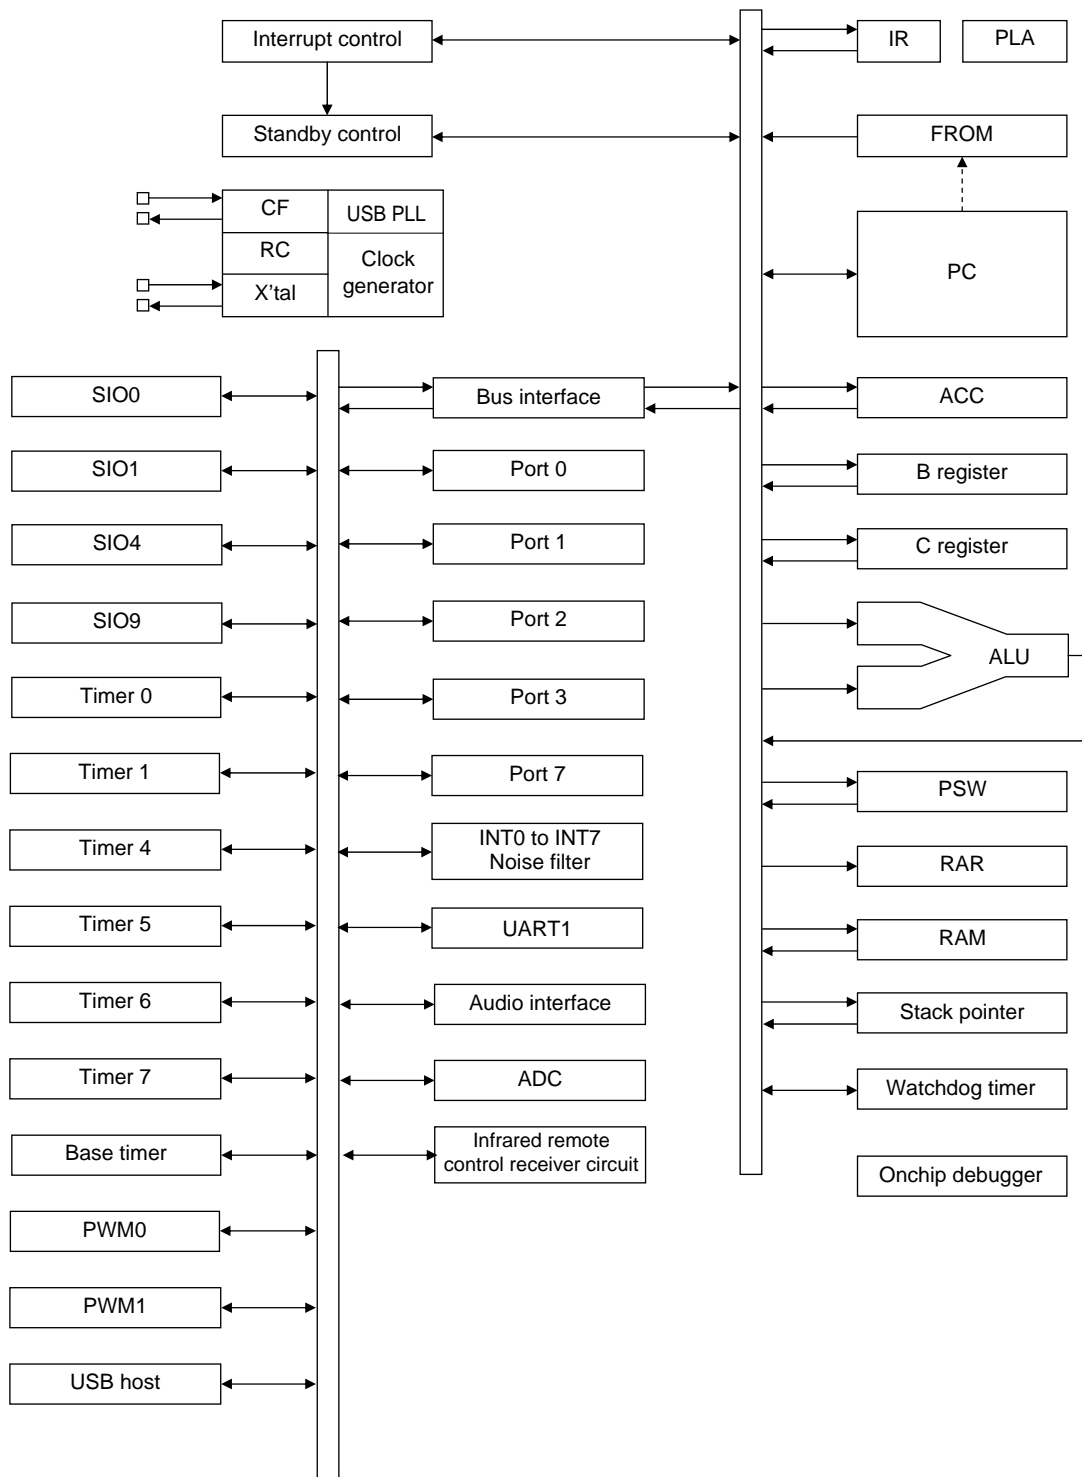 Interrupt control
IR
PLA
Standby control
FROM
CF
USB PLL
RC
Clock
generator
X'tal
PC
SIO0
Bus interface
ACC
SIO1
Port 0
B register
SIO4
Port 1
C register
SIO9
Port 2
ALU
Timer 0
Port 3
Timer 1
Port 7
PSW
Timer 4
INT0 to INT7
Noise filter
RAR
Timer 5
UART1
RAM
Timer 6
Audio interface
Stack pointer
Timer 7
ADC
Watchdog timer
Base timer
Infrared remote
control receiver circuit
Onchip debugger
PWM0
PWM1
USB host